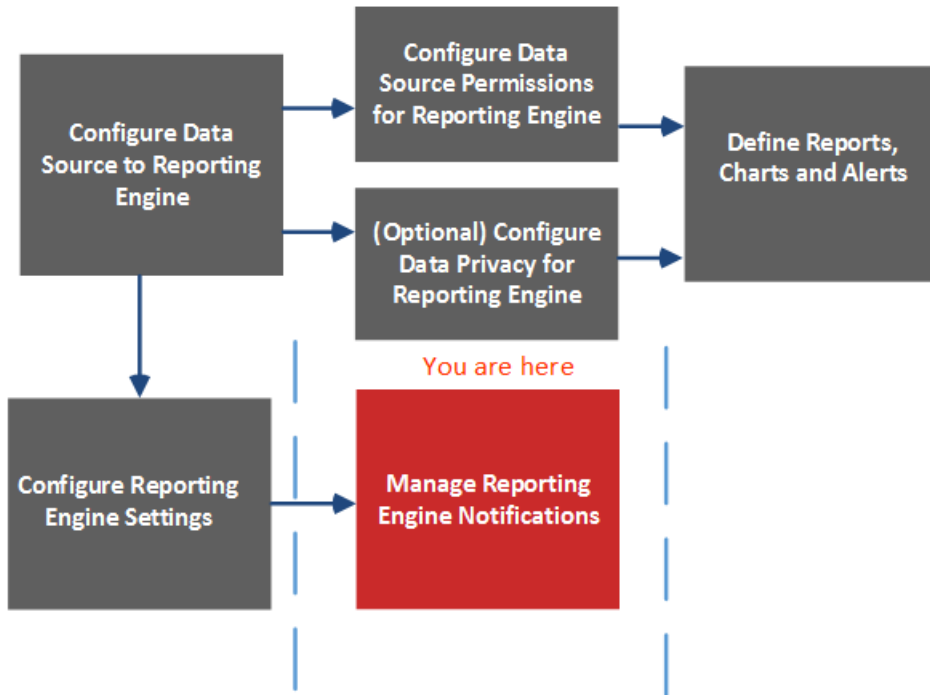 Configure Data
Source to Reporting
Engine
Configure Data
Source Permissions
for Reporting Engine
(Optional) Configure
Data Privacy for
Reporting Engine
Define Reports,
Charts and Alerts
You are here
Configure Reporting
Engine Settings
Manage Reporting
Engine Notifications